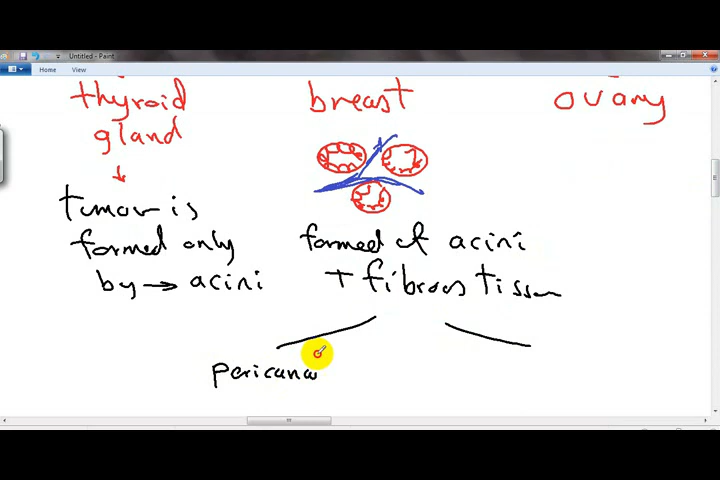 Untitled - Paint
Home View
thyroid
gland
breast
ovary
tumor is
formed only
by → acini
formed of acini
+ fibrous tissue
pericana